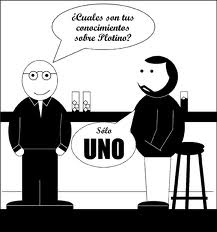 ¿Cuales son tus
conocimientos
sobre Plotino?
Sólo
UNO